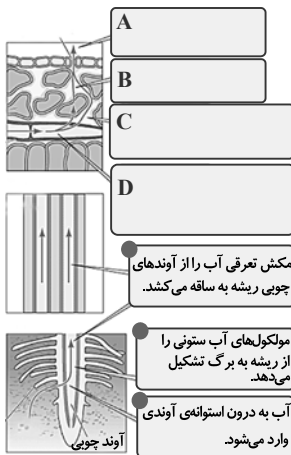 A
B
C
D
مکش تعرقی آب را از آوندهای
چوبی ریشه به ساقه می‌کشد.
مولکول‌های آب ستونی را
از ریشه به برگ تشکیل
می‌دهد.
آب به درون استوانه‌ی آوندی
وارد می‌شود.
آوند چوبی